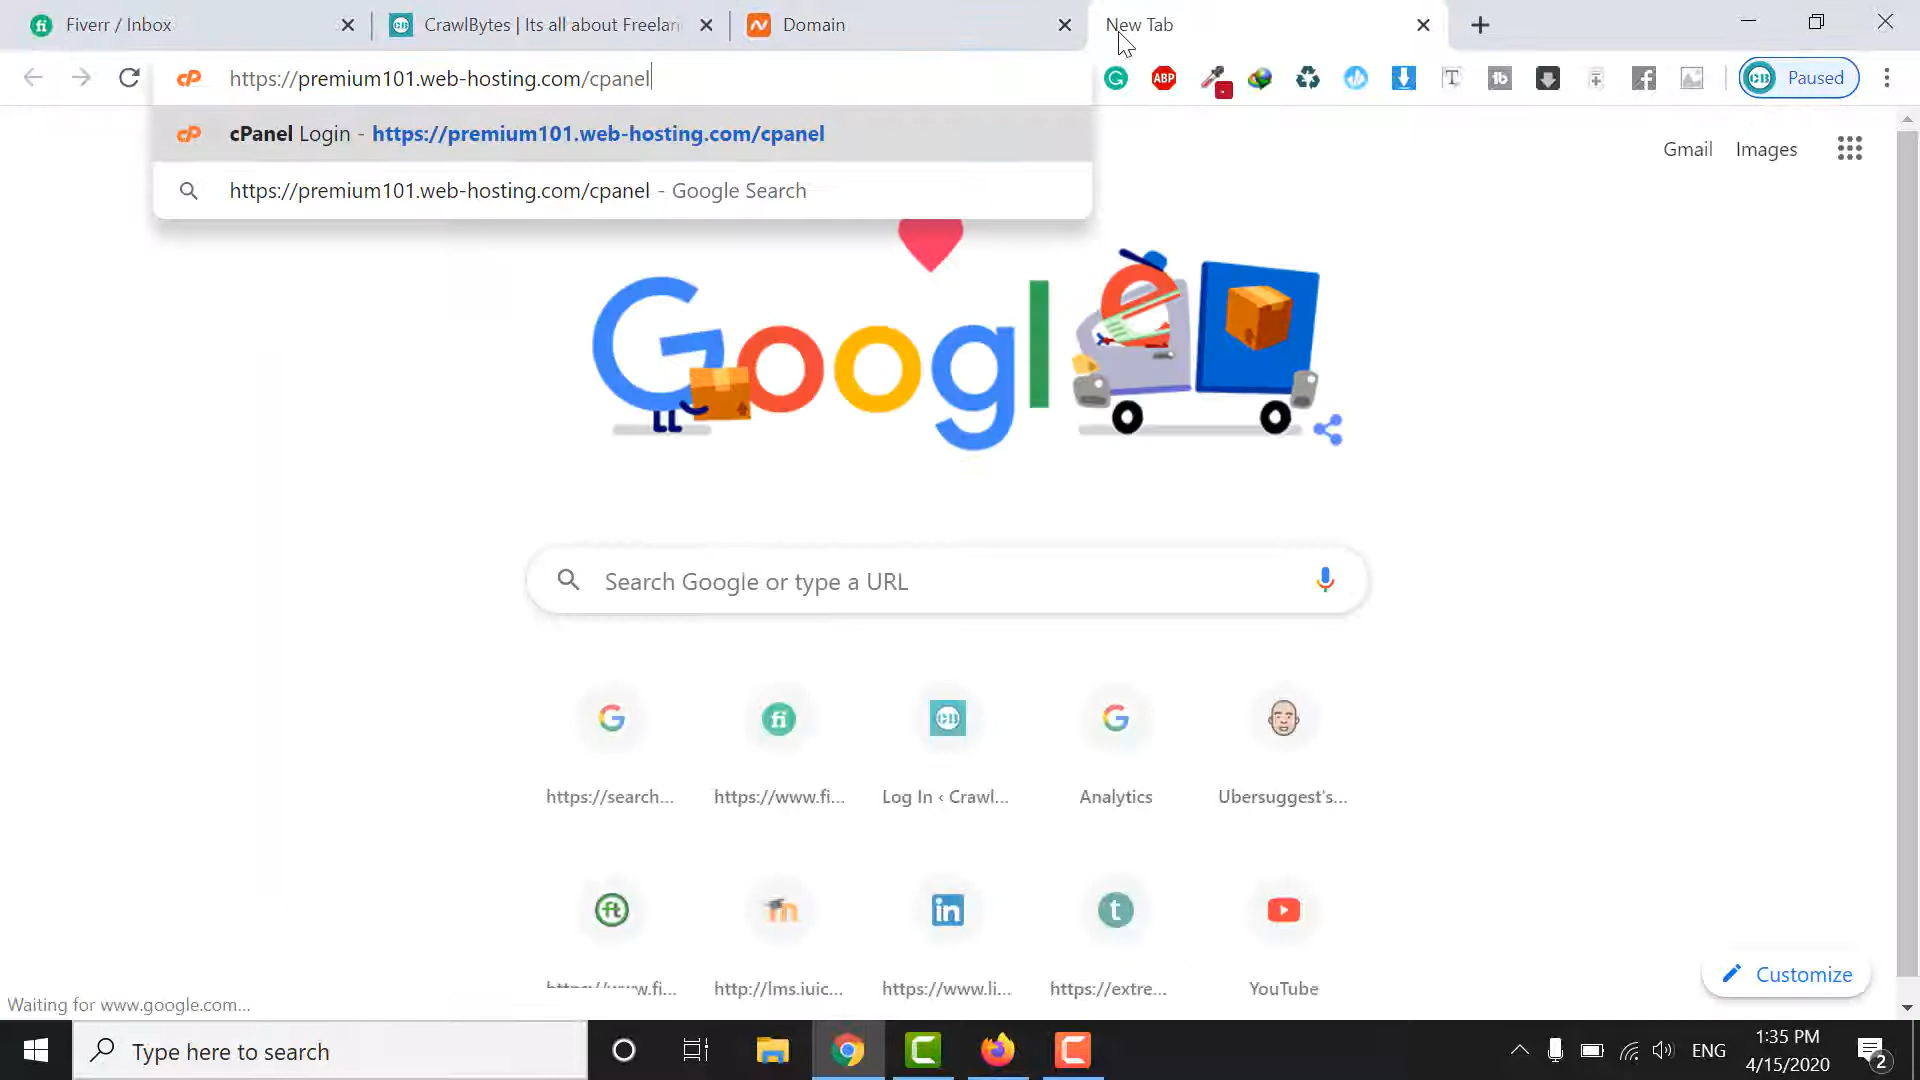 Fiverr / Inbox
CrawlBytes | Its all about Freelan
Domain
New Tab
https://premium101.web-hosting.com/cpanel
Paused
cPanel Login - https://premium101.web-hosting.com/cpanel
https://premium101.web-hosting.com/cpanel - Google Search
Gmail
Images
Google
Search Google or type a URL
https://search...
https://www.fi...
Log In ‹ Crawl...
Analytics
Ubersuggest's...
http://lms.iuic...
https://www.li...
https://extre...
YouTube
Customize
Waiting for www.google.com...
Type here to search
ENG
1:35 PM
4/15/2020
2